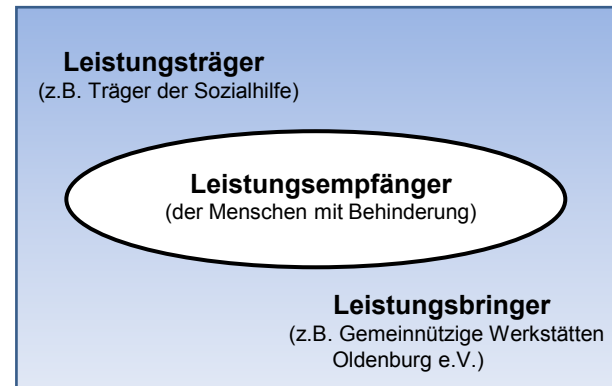 Leistungsträger
(z.B. Träger der Sozialhilfe)
Leistungsempfänger
(der Menschen mit Behinderung)
Leistungsbringer
(z.B. Gemeinnützige Werkstätten
Oldenburg e.V.)